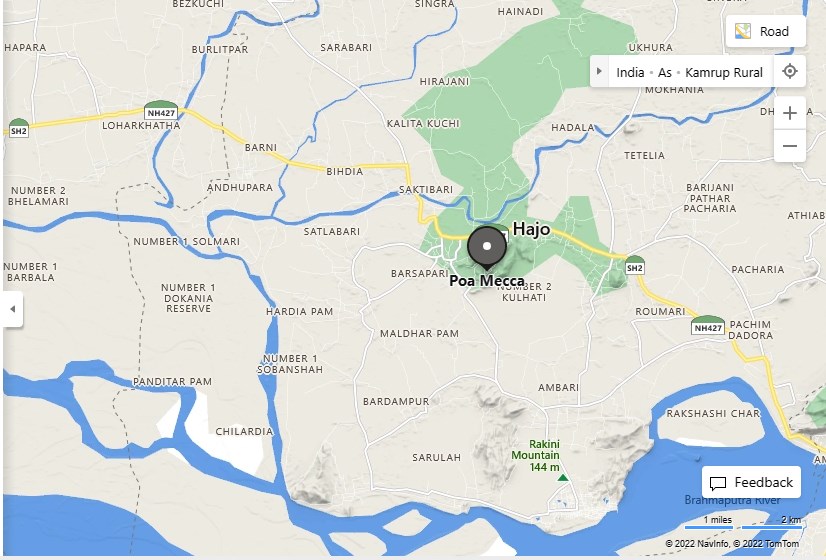 BEZKUCHI
SINGRA
HAINADI
Road
HAPARA
BURLITPAR
SARABARI
UKHURA
India • As • Kamrup Rural
HIRAJANI
MOKHANIA
NH427
LOHARKHATHA
SH2
KALITA KUCHI
HADALA
BARNI
TETELIA
BIHDIA
NUMBER 2
BHELAMARI
ANDHUPARA
SAKTIBARI
BARIJANI
PATHAR
PACHARIA
ATHIAB
SATLABARI
Hajo
NUMBER 1 SOLMARI
NUMBER 1
BARBALA
BARSAPARI
Poa Mecca
SH2
PACHARIA
NUMBER 1
DOKANIA
RESERVE
NUMBER 2
KULHATI
HARDIA PAM
ROUMARI
NH427
PACHIM
DADORA
MALDHAR PAM
NUMBER 1
SOBANSHAH
PANDITAR PAM
AMBARI
BARDAMPUR
RAKSHASHI CHAR
CHILARDIA
SARULAH
Rakini
Mountain
144 m
AM
Feedback
Brahmaputra River
1 miles
2 km
© 2022 NavInfo, © 2022 TomTom